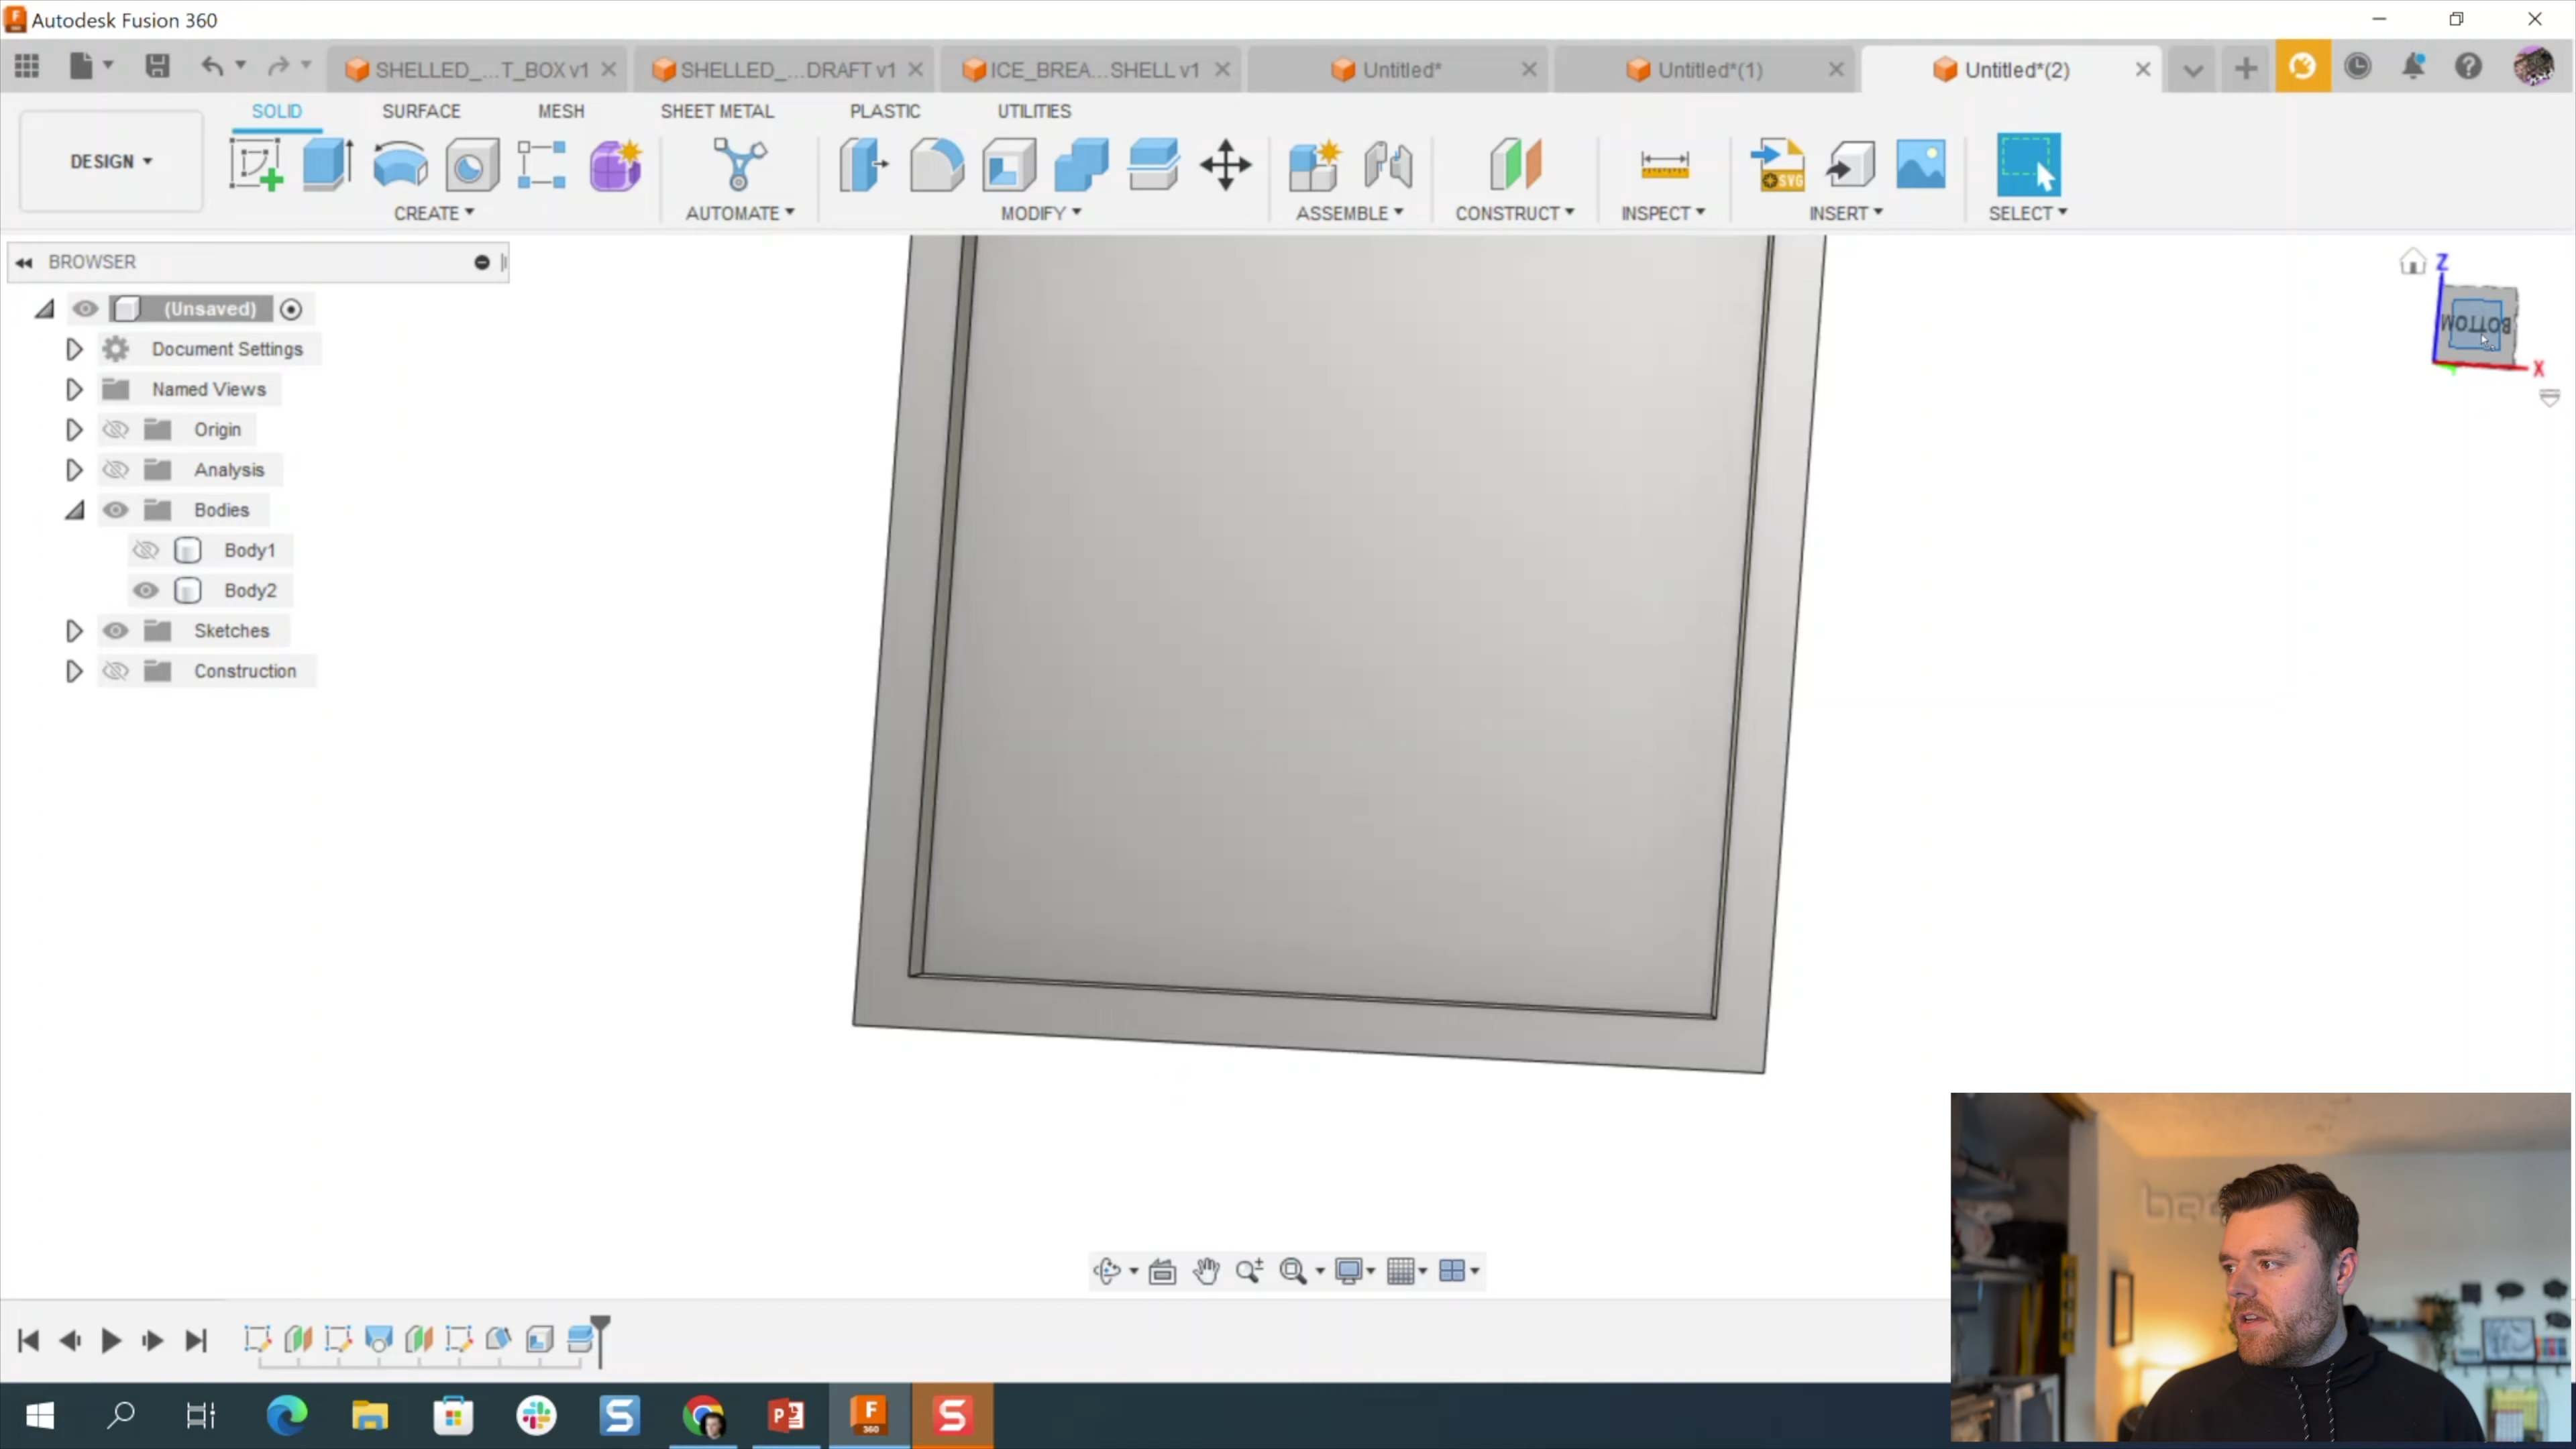 Autodesk Fusion 360
SHELLED_...T_BOX v1
SHELLED_...DRAFT v1
ICE_BREA...SHELL v1
Untitled*
Untitled*(1)
Untitled*(2)
DESIGN
SOLID
SURFACE
MESH
SHEET METAL
PLASTIC
UTILITIES
SVG
CREATE
AUTOMATE
MODIFY
ASSEMBLE
CONSTRUCT
INSPECT
INSERT
SELECT
BROWSER
(Unsaved)
Document Settings
Named Views
Origin
Analysis
Bodies
Body1
Body2
Sketches
Construction
Z
BOTTOM
X
S
P
F
360
S